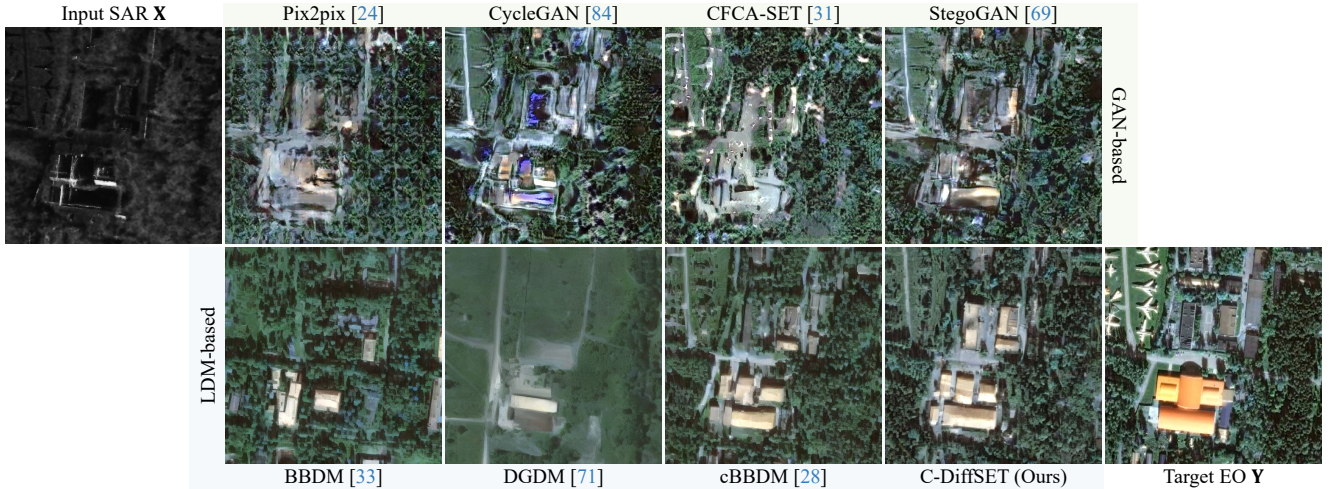 Input SAR X
Pix2pix [24]
CycleGAN [84]
CFCA-SET [31]
StegoGAN [69]
GAN-based
LDM-based
BBDM [33]
DGDM [71]
cBBDM [28]
C-DiffSET (Ours)
Target EO Y